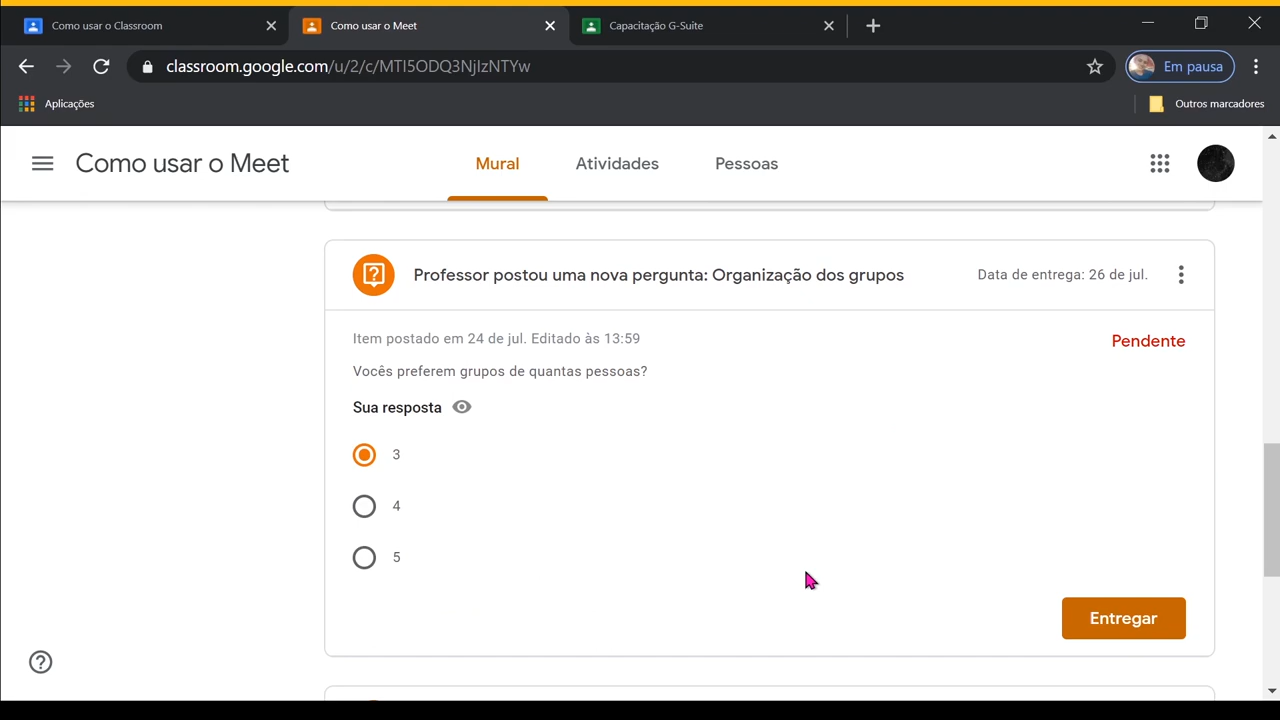 Como usar o Classroom
Como usar o Meet
Capacitação G-Suite
classroom.google.com/u/2/c/MTI5ODQ3NjIzNTYw
Em pausa
Aplicações
Outros marcadores
Como usar o Meet
Mural
Atividades
Pessoas
Professor postou uma nova pergunta: Organização dos grupos
Data de entrega: 26 de jul.
Item postado em 24 de jul. Editado às 13:59
Pendente
Vocês preferem grupos de quantas pessoas?
Sua resposta
3
4
5
Entregar